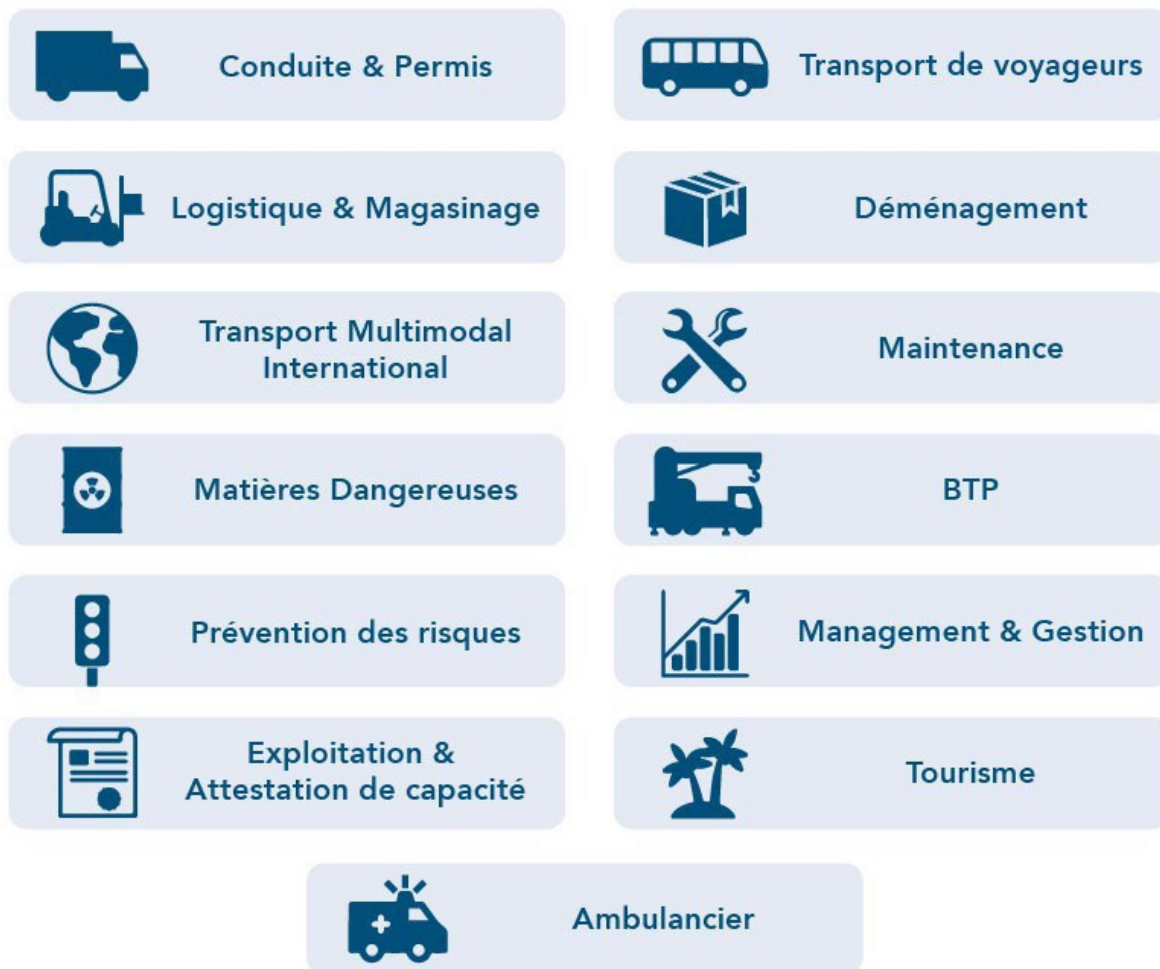 Conduite & Permis
Transport de voyageurs
Logistique & Magasinage
Déménagement
Transport Multimodal
International
Maintenance
Matières Dangereuses
BTP
Prévention des risques
Management & Gestion
Exploitation &
Attestation de capacité
Tourisme
Ambulancier